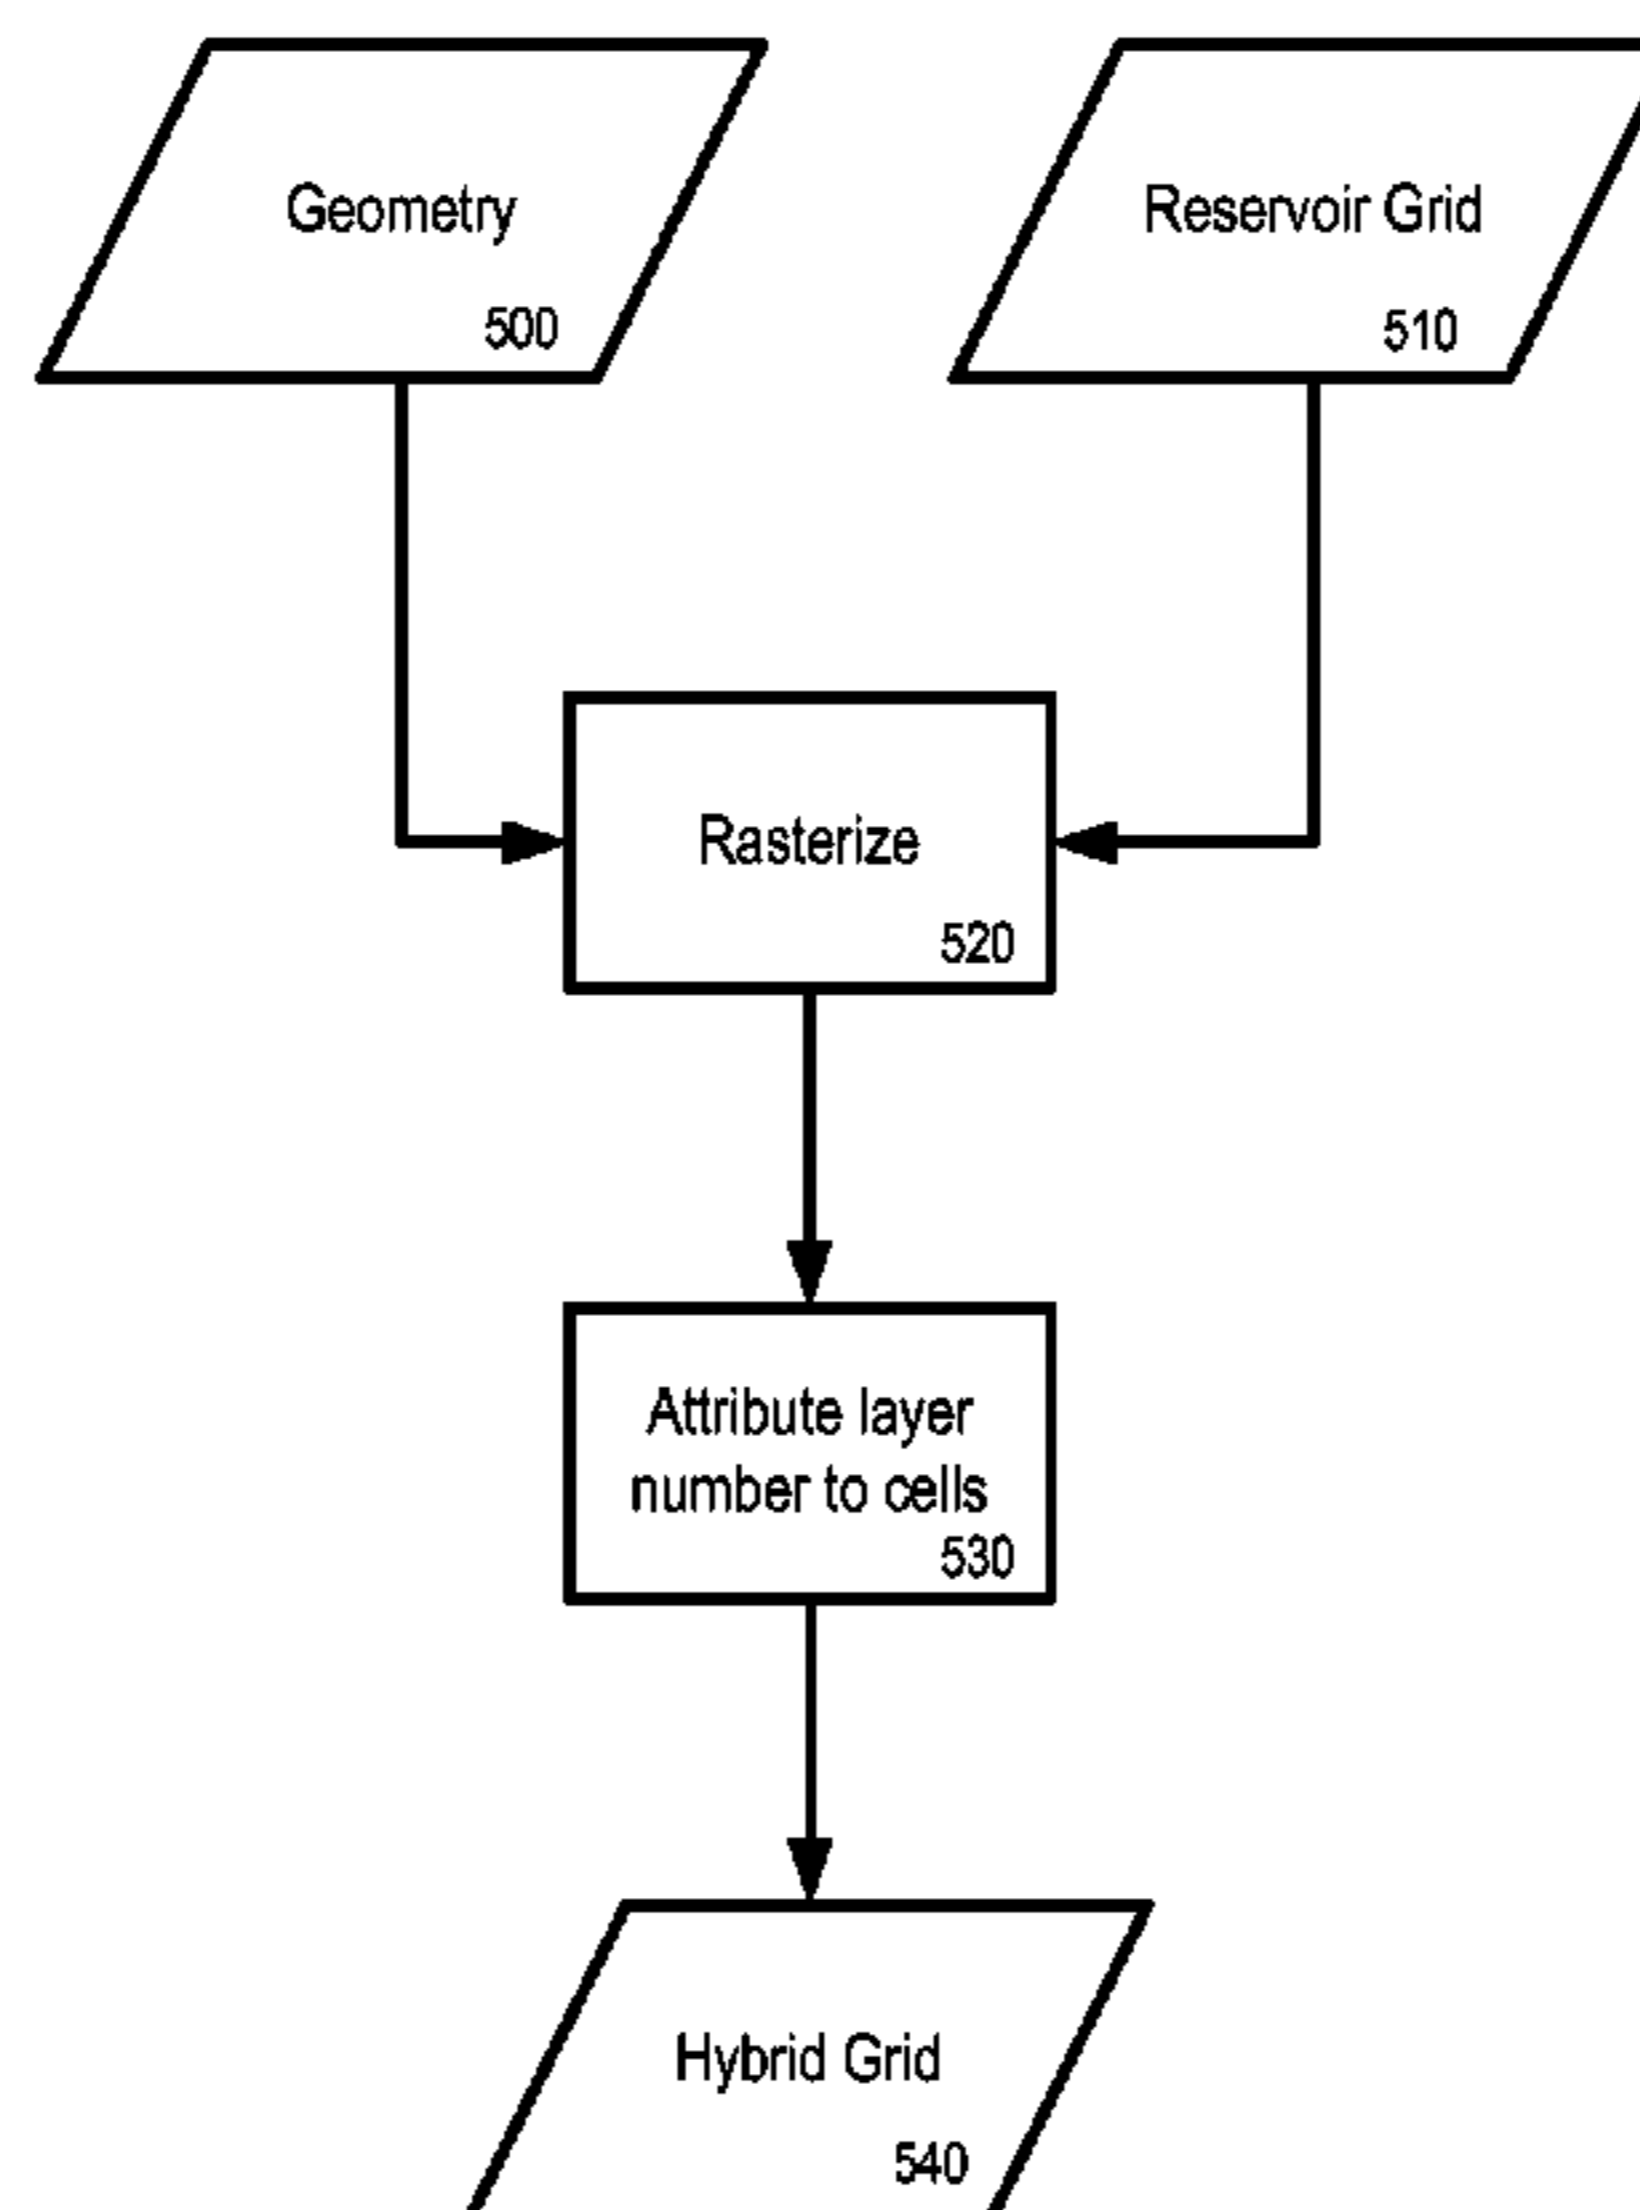 Geometry
500
Reservoir Grid
510
Rasterize
520
Attribute layer
number to cells
530
Hybrid Grid
540